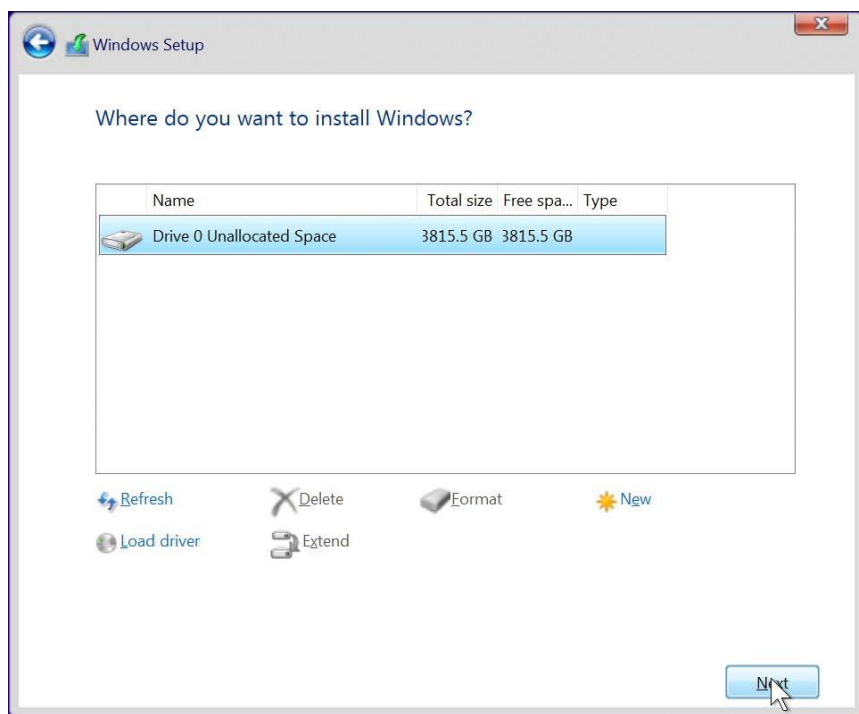 Windows Setup
Where do you want to install Windows?
Name Total size Free spa... Type
Drive 0 Unallocated Space 3815.5 GB 3815.5 GB
Refresh Delete Format New
Load driver Extend
Next